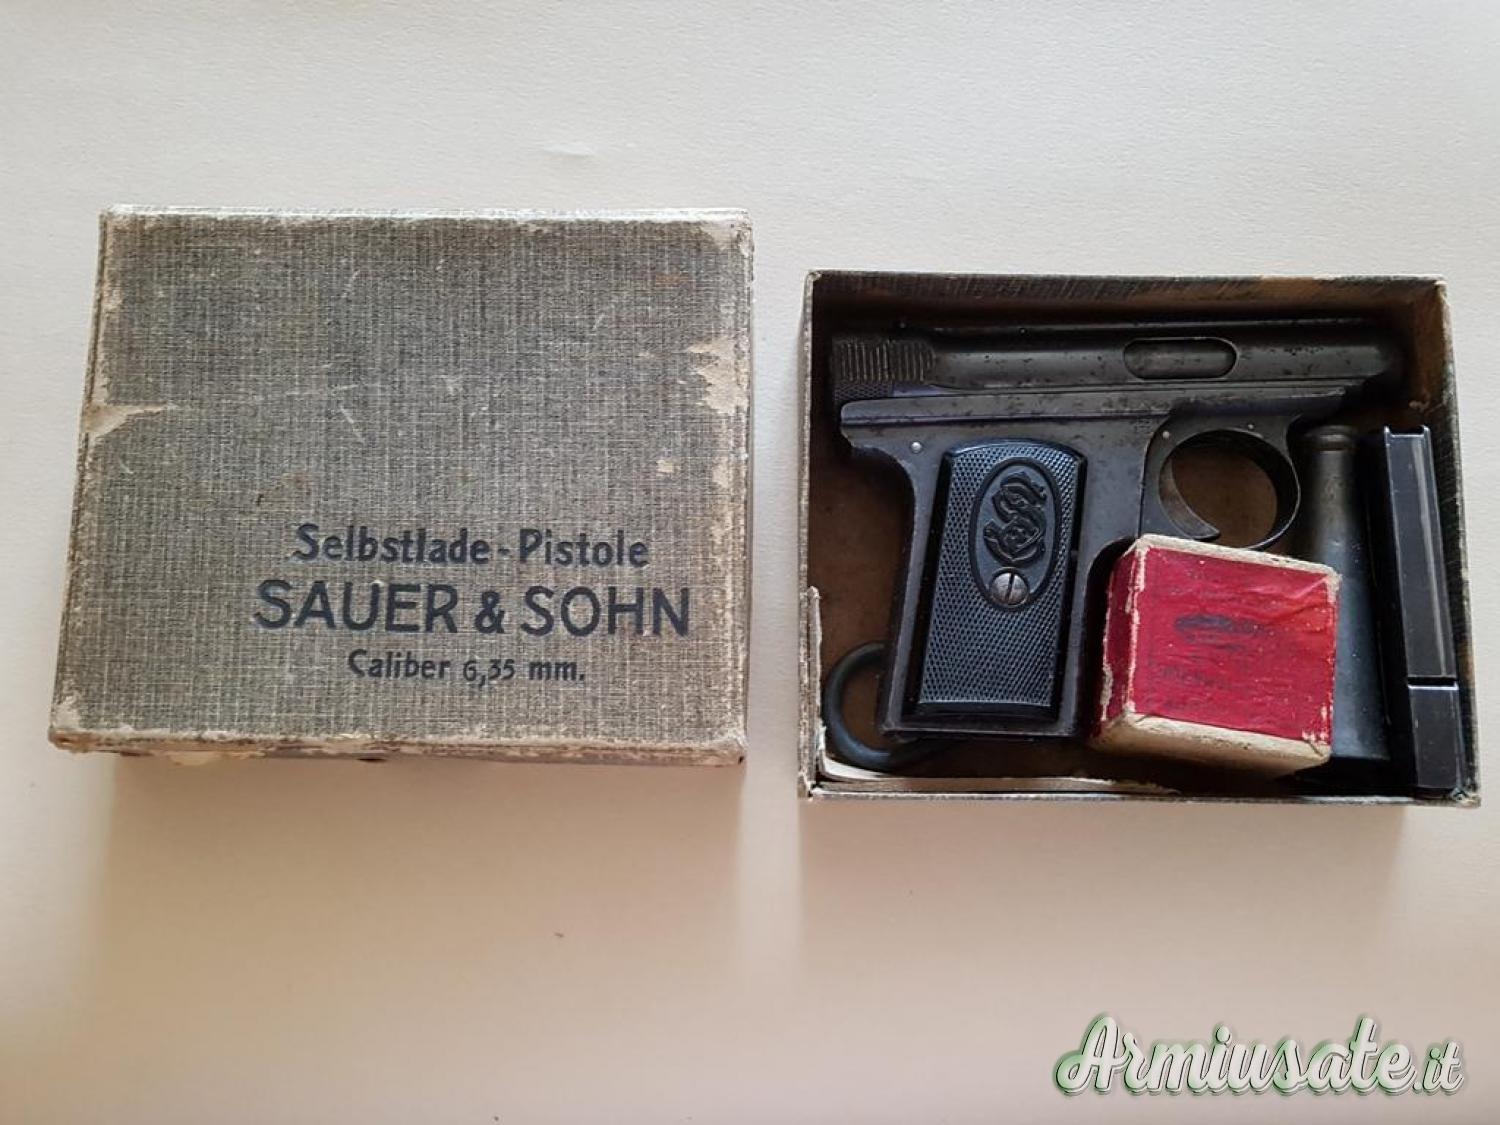 Selbstlade-Pistole
SAUER & SOHN
Caliber 6,35 mm.
Armiusate.it